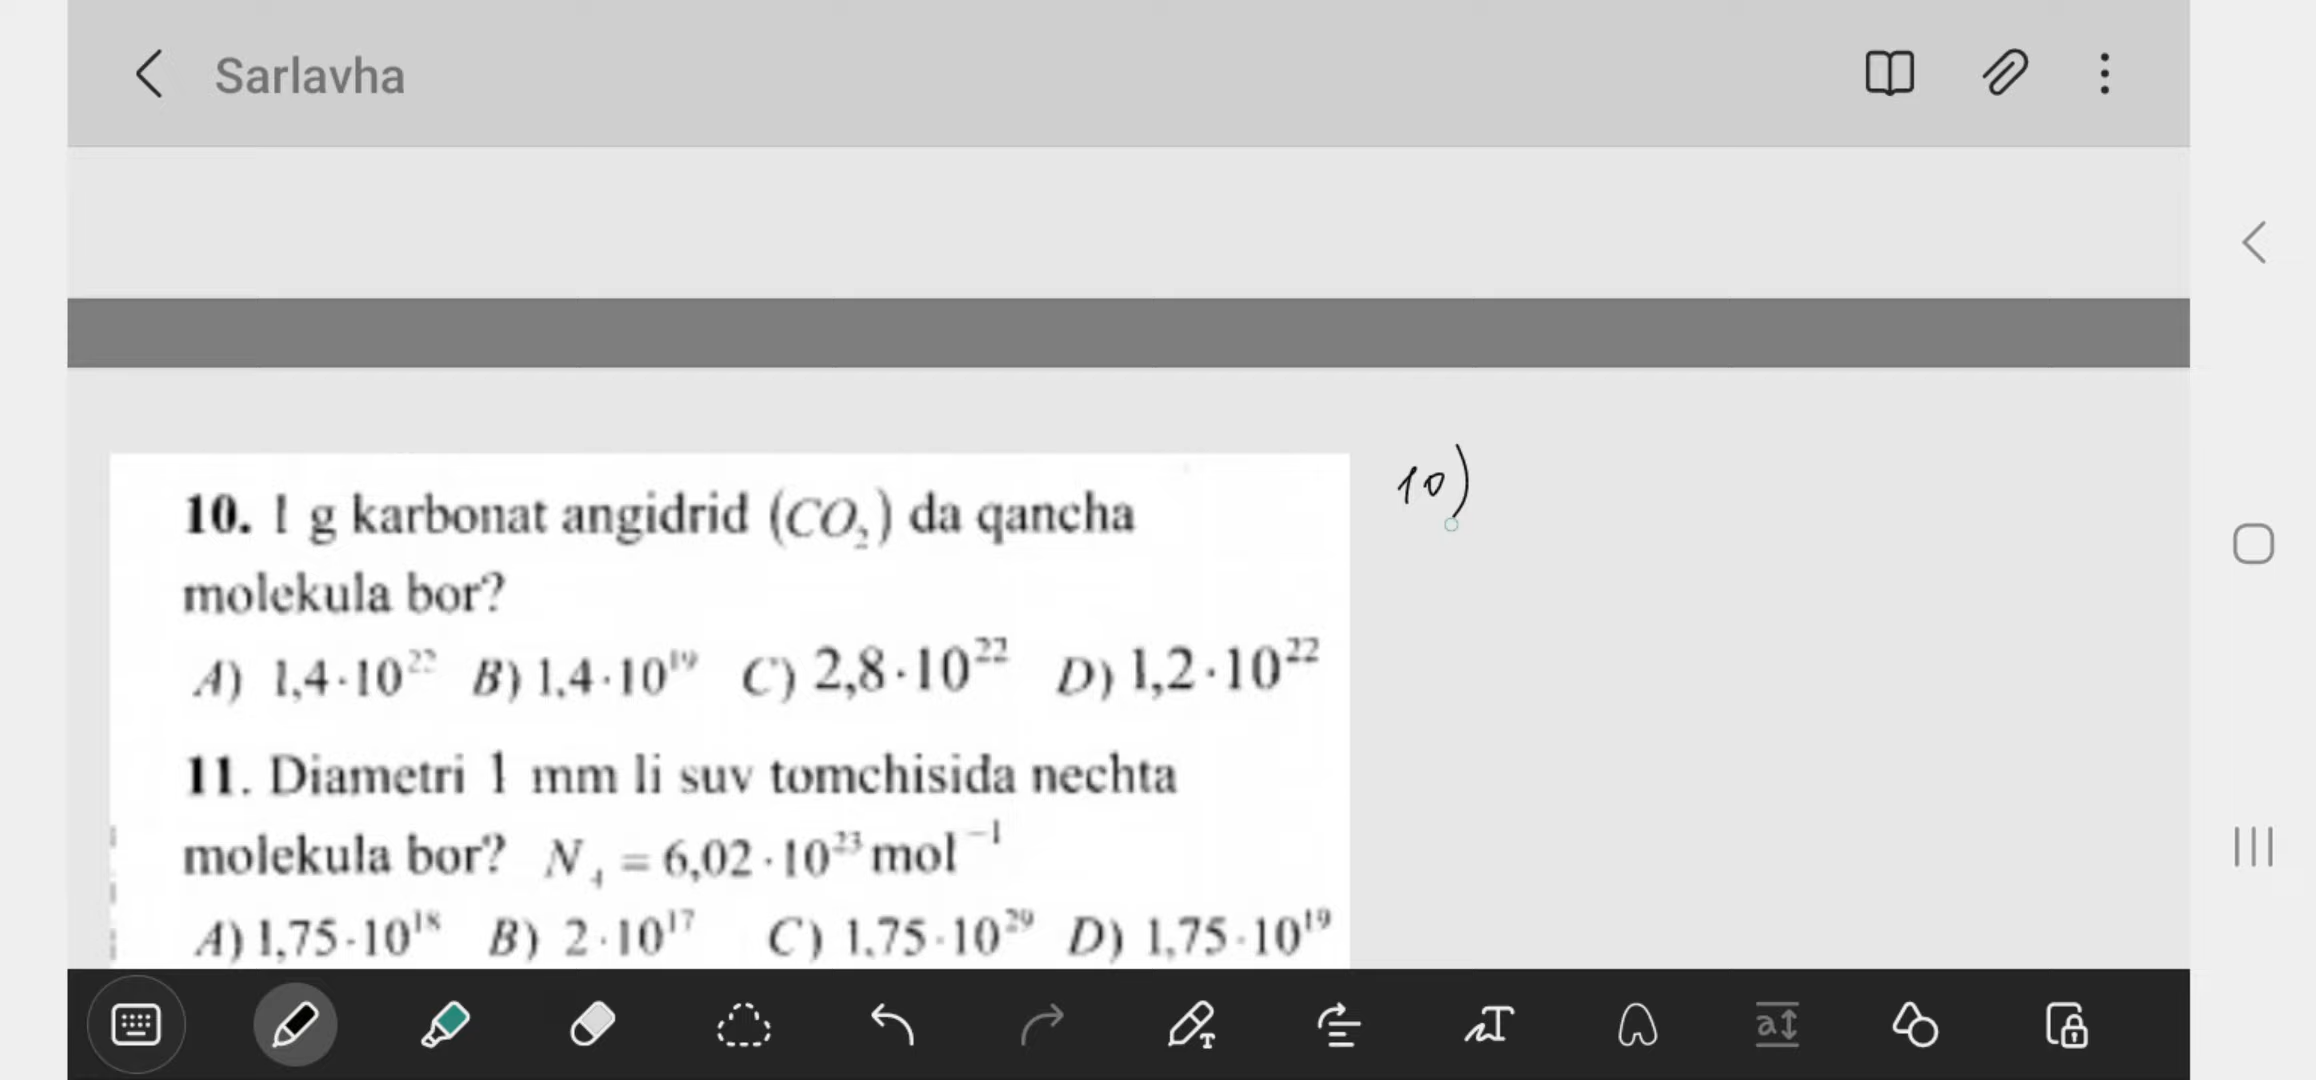 Sarlavha
10. 1 g karbonat angidrid (CO₂) da qancha
molekula bor?
A) 1,4·10²² B) 1,4·10¹⁹ C) 2,8·10²² D) 1,2·10²²
11. Diametri 1 mm li suv tomchisida nechta
molekula bor? N_A = 6,02·10²³ mol⁻¹
A) 1,75·10¹⁸ B) 2·10¹⁷ C) 1,75·10²⁹ D) 1,75·10¹⁹
10)
T
T
a